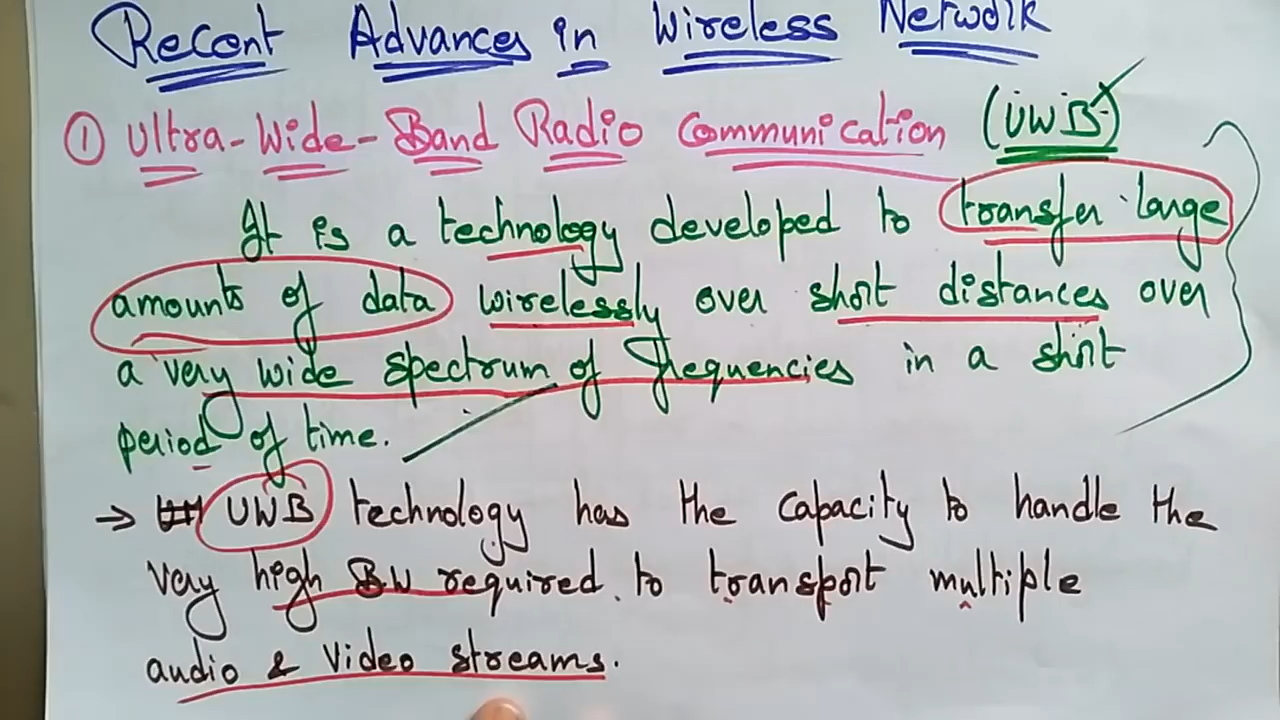 Recent Advances in Wireless Network
① Ultra-Wide-Band Radio Communication (UWB)
It is a technology developed to transfer large
amounts of data wirelessly over short distances over
a very wide spectrum of frequencies in a short
period of time.
→ UWB technology has the capacity to handle the
very high BW required to transport multiple
audio & Video streams.